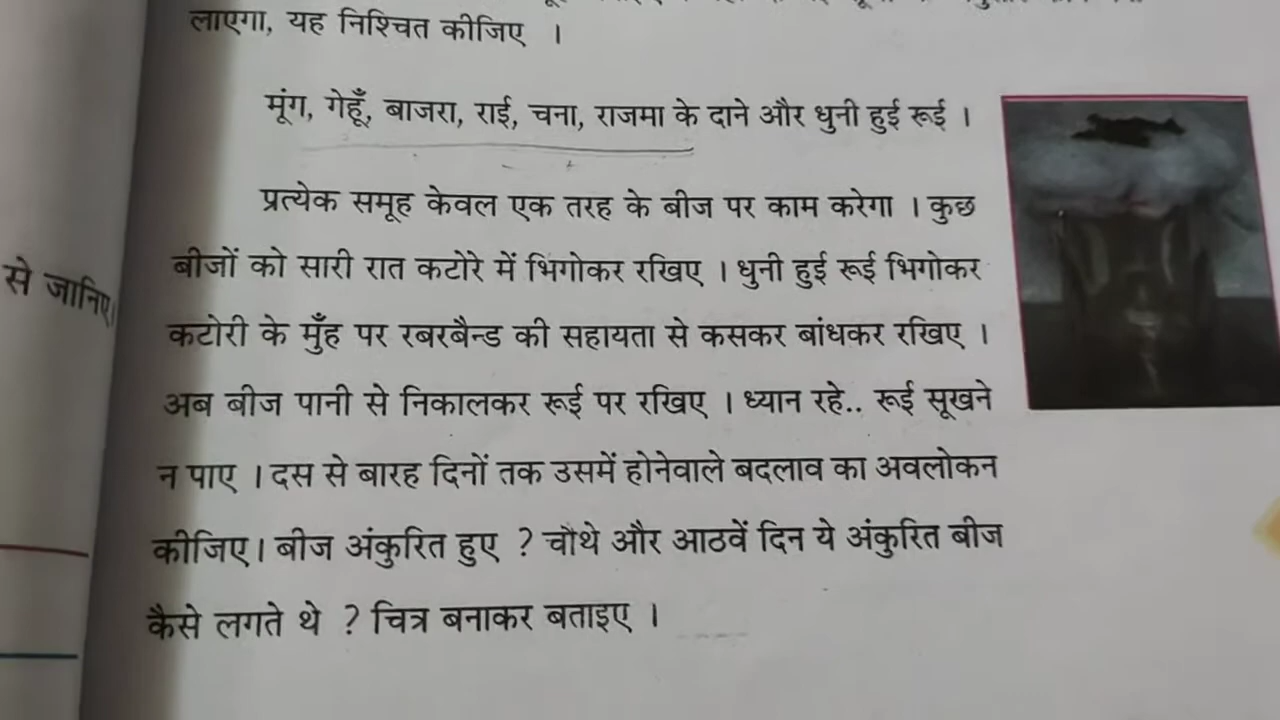 लाएगा, यह निश्चित कीजिए ।
मूंग, गेहूँ, बाजरा, राई, चना, राजमा के दाने और धुनी हुई रूई ।
प्रत्येक समूह केवल एक तरह के बीज पर काम करेगा । कुछ
बीजों को सारी रात कटोरे में भिगोकर रखिए । धुनी हुई रूई भिगोकर
से जानिए।
कटोरी के मुँह पर रबरबैन्ड की सहायता से कसकर बांधकर रखिए ।
अब बीज पानी से निकालकर रूई पर रखिए । ध्यान रहे.. रूई सूखने
न पाए । दस से बारह दिनों तक उसमें होनेवाले बदलाव का अवलोकन
कीजिए। बीज अंकुरित हुए ? चौथे और आठवें दिन ये अंकुरित बीज
कैसे लगते थे ? चित्र बनाकर बताइए ।